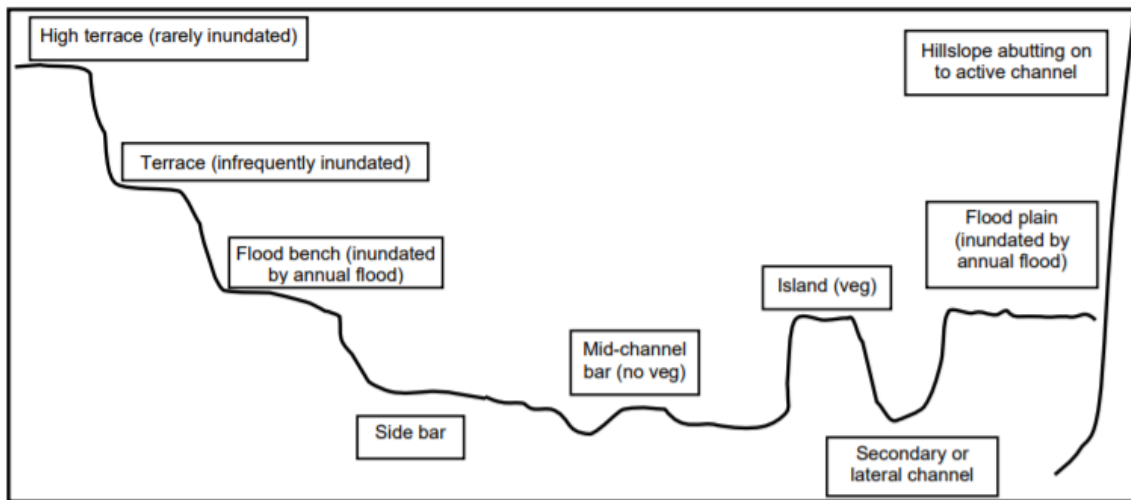 High terrace (rarely inundated)
Hillslope abutting on
to active channel
Terrace (infrequently inundated)
Flood bench (inundated
by annual flood)
Flood plain
(inundated by
annual flood)
Island (veg)
Mid-channel
bar (no veg)
Side bar
Secondary or
lateral channel